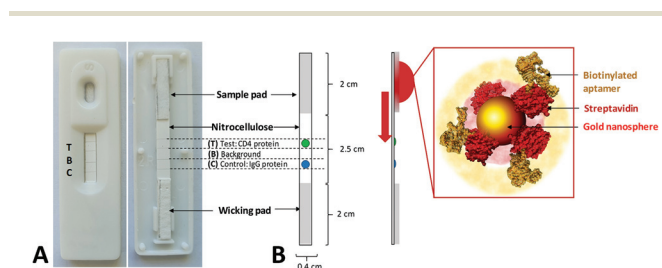 T
B
C
A
Sample pad
Nitrocellulose
(T) Test: CD4 protein
(B) Background
(C) Control: IgG protein
Wicking pad
B
2 cm
2.5 cm
2 cm
0.4 cm
Biotinylated
aptamer
Streptavidin
Gold nanosphere